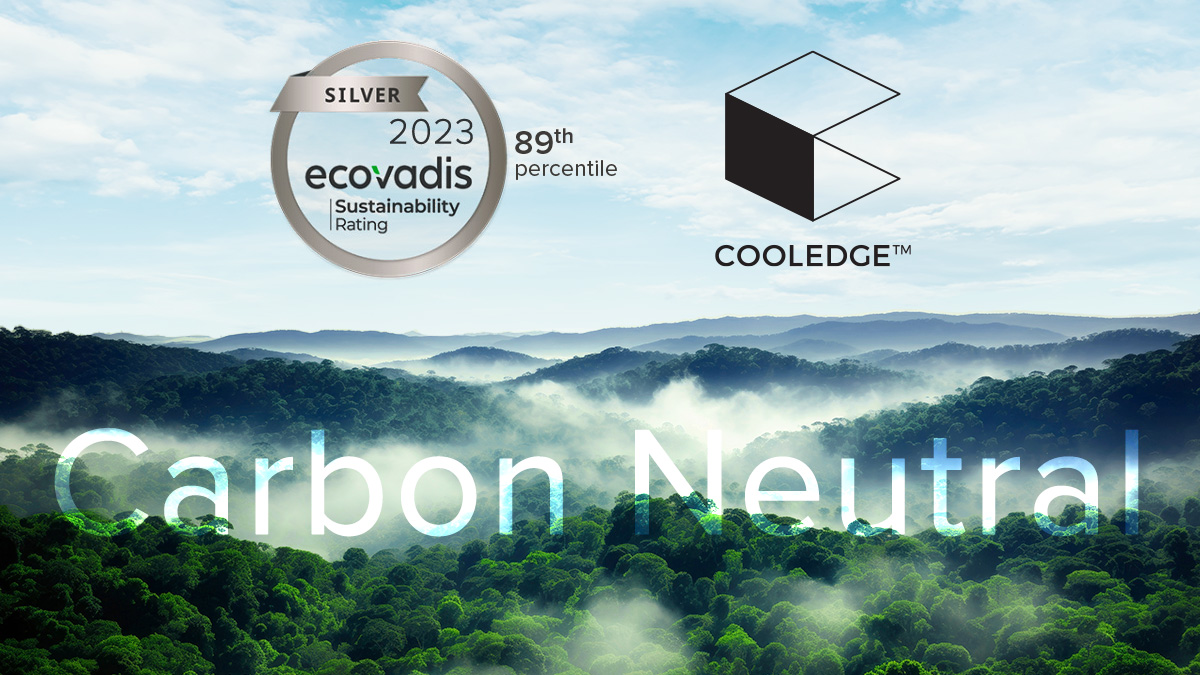 SILVER
2023
ecovadis
Sustainability
Rating
89th
percentile
COOLEDGE™
Carbon Neutral